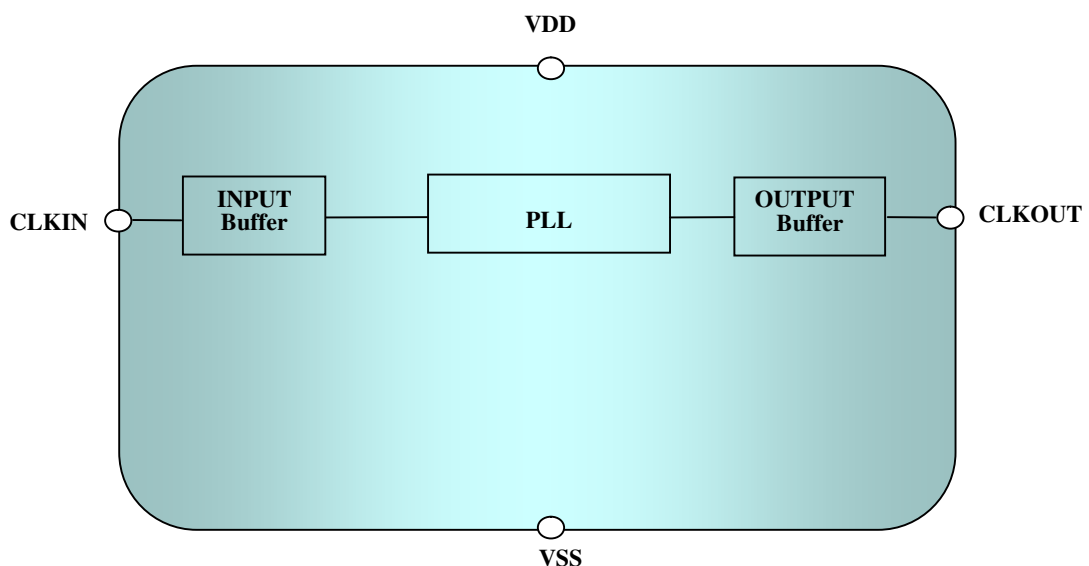 VDD
CLKIN
INPUT
Buffer
PLL
OUTPUT
Buffer
CLKOUT
VSS